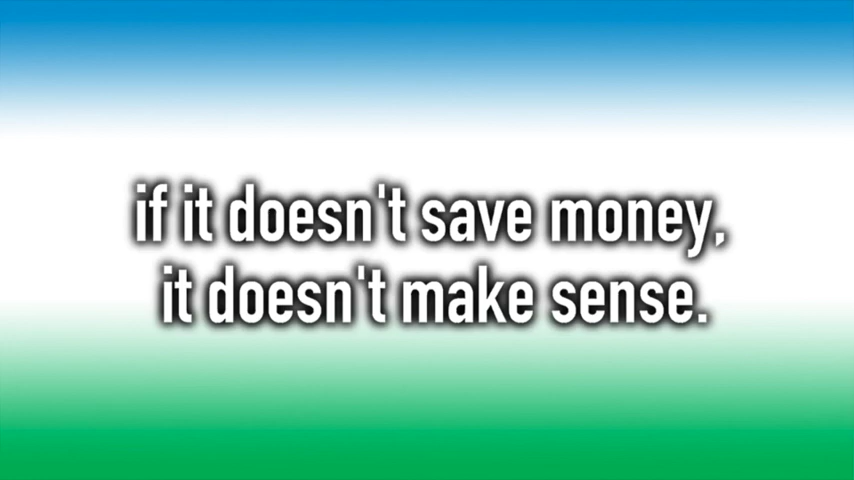 if it doesn't save money,
it doesn't make sense.